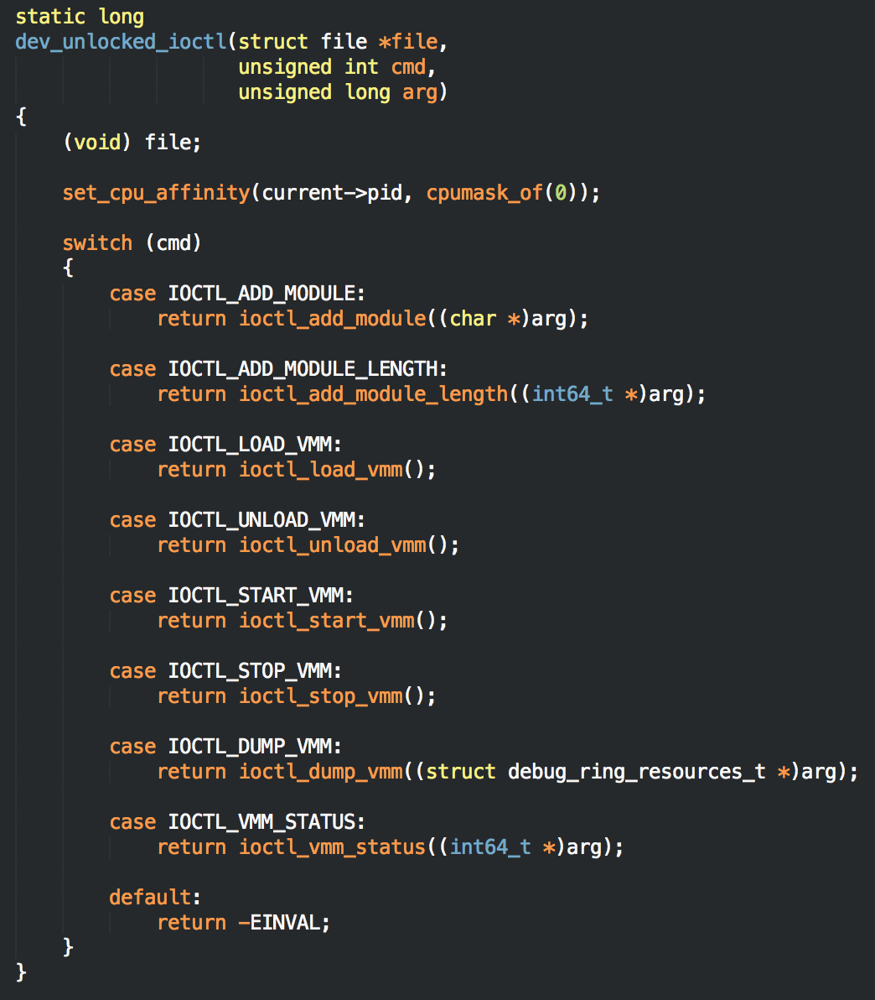 static long
dev_unlocked_ioctl(struct file *file,
                   unsigned int cmd,
                   unsigned long arg)
{
    (void) file;

    set_cpu_affinity(current->pid, cpumask_of(0));

    switch (cmd)
    {
        case IOCTL_ADD_MODULE:
            return ioctl_add_module((char *)arg);

        case IOCTL_ADD_MODULE_LENGTH:
            return ioctl_add_module_length((int64_t *)arg);

        case IOCTL_LOAD_VMM:
            return ioctl_load_vmm();

        case IOCTL_UNLOAD_VMM:
            return ioctl_unload_vmm();

        case IOCTL_START_VMM:
            return ioctl_start_vmm();

        case IOCTL_STOP_VMM:
            return ioctl_stop_vmm();

        case IOCTL_DUMP_VMM:
            return ioctl_dump_vmm((struct debug_ring_resources_t *)arg);

        case IOCTL_VMM_STATUS:
            return ioctl_vmm_status((int64_t *)arg);

        default:
            return -EINVAL;
    }
}